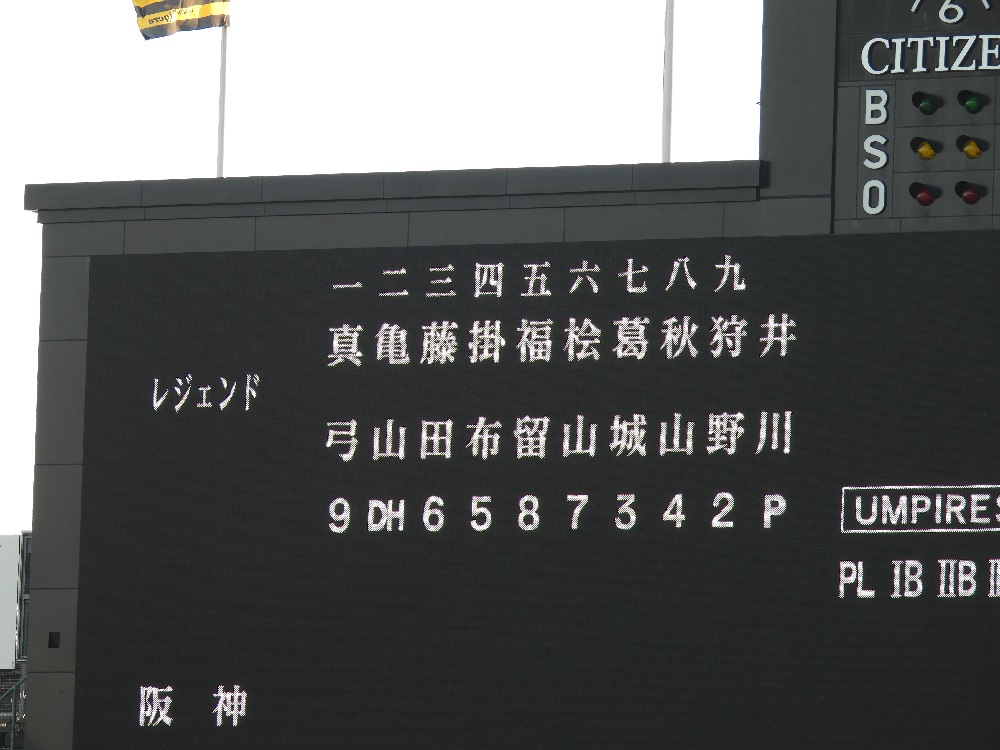 6
CITIZE
B
S
O
一 二 三 四 五 六 七 八 九
真 亀 藤 掛 福 桧 葛 秋 狩 井
レジェンド
弓 山 田 布 留 山 城 山 野 川
9 DH 6 5 8 7 3 4 2 P
UMPIRES
PL IB IIB
阪 神